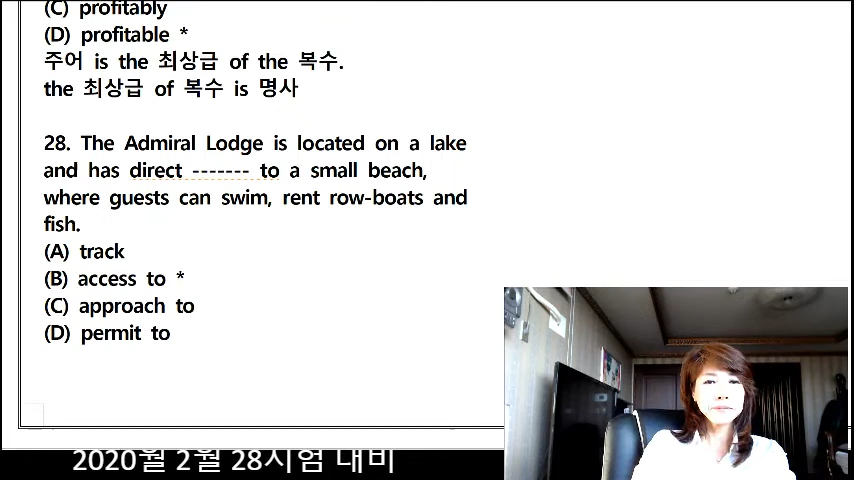 (C) profitably
(D) profitable *
주어 is the 최상급 of the 복수.
the 최상급 of 복수 is 명사
28. The Admiral Lodge is located on a lake
and has direct ------- to a small beach,
where guests can swim, rent row-boats and
fish.
(A) track
(B) access to *
(C) approach to
(D) permit to
2020월 2월 28시험 대비